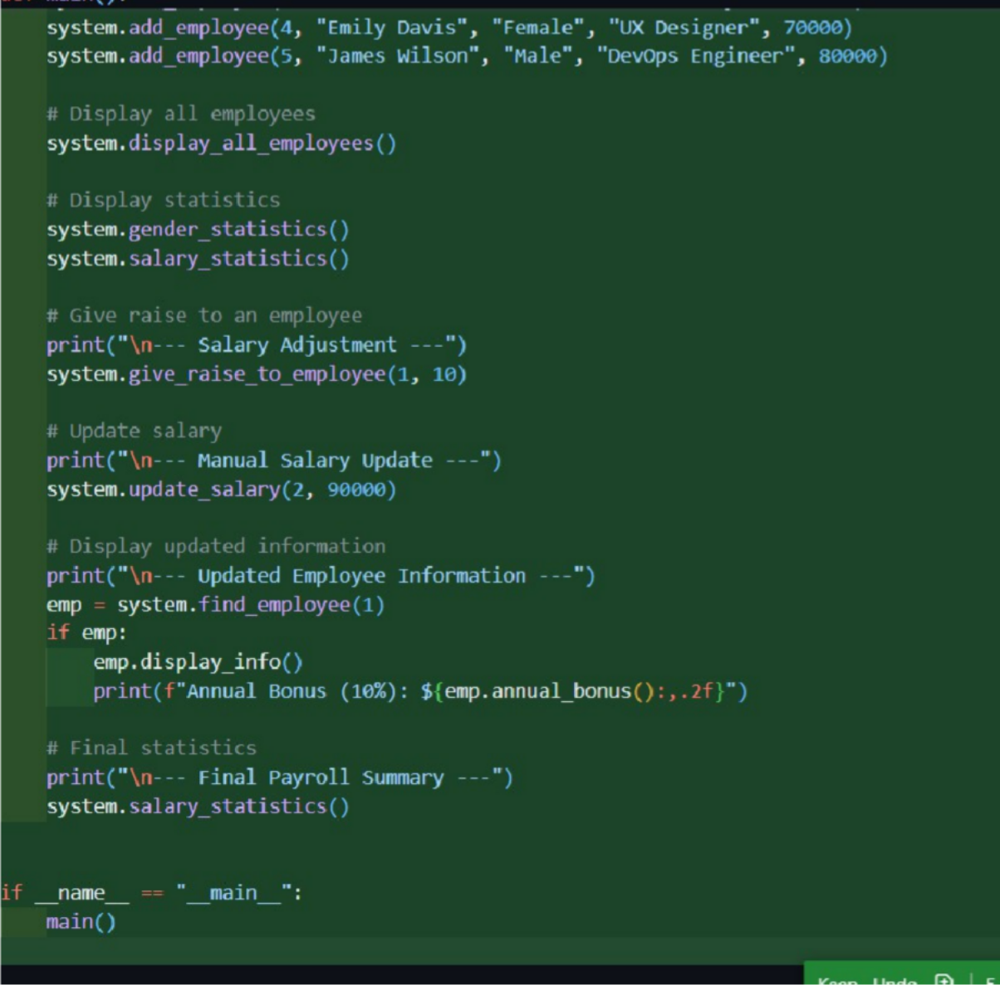 def main():
    system.add_employee(4, "Emily Davis", "Female", "UX Designer", 70000)
    system.add_employee(5, "James Wilson", "Male", "DevOps Engineer", 80000)

    # Display all employees
    system.display_all_employees()

    # Display statistics
    system.gender_statistics()
    system.salary_statistics()

    # Give raise to an employee
    print("\n--- Salary Adjustment ---")
    system.give_raise_to_employee(1, 10)

    # Update salary
    print("\n--- Manual Salary Update ---")
    system.update_salary(2, 90000)

    # Display updated information
    print("\n--- Updated Employee Information ---")
    emp = system.find_employee(1)
    if emp:
        emp.display_info()
        print(f"Annual Bonus (10%): ${emp.annual_bonus():,.2f}")

    # Final statistics
    print("\n--- Final Payroll Summary ---")
    system.salary_statistics()


if __name__ == "__main__":
    main()
Keep Undo